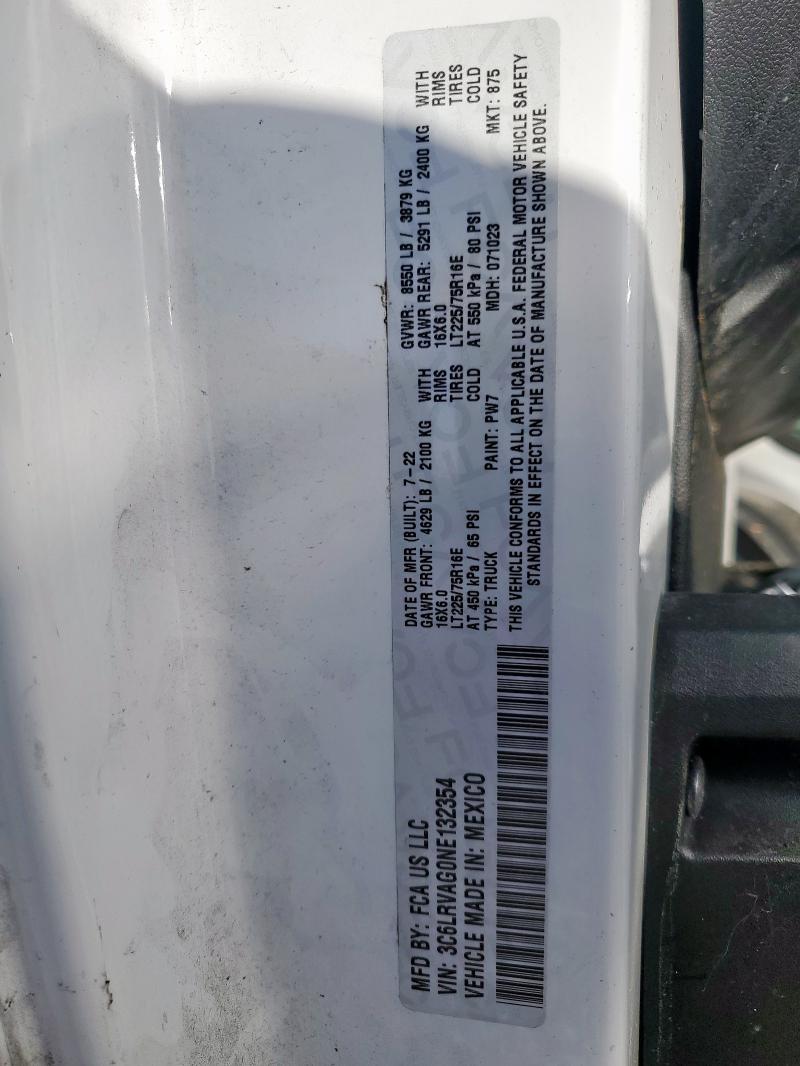 MFD BY: FCA US LLC
VIN: 3C6LRVAG0NE132354
VEHICLE MADE IN: MEXICO
DATE OF MFR (BUILT): 7-22 GVWR: 8550 LB / 3879 KG
GAWR FRONT: 4629 LB / 2100 KG WITH GAWR REAR: 5291 LB / 2400 KG WITH
16X6.0 RIMS 16X6.0 RIMS
LT225/75R16E TIRES LT225/75R16E TIRES
AT 450 kPa / 65 PSI COLD AT 550 kPa / 80 PSI COLD
TYPE: TRUCK PAINT: PW7 MDH: 071023 MKT: 875
THIS VEHICLE CONFORMS TO ALL APPLICABLE U.S.A. FEDERAL MOTOR VEHICLE SAFETY
STANDARDS IN EFFECT ON THE DATE OF MANUFACTURE SHOWN ABOVE.